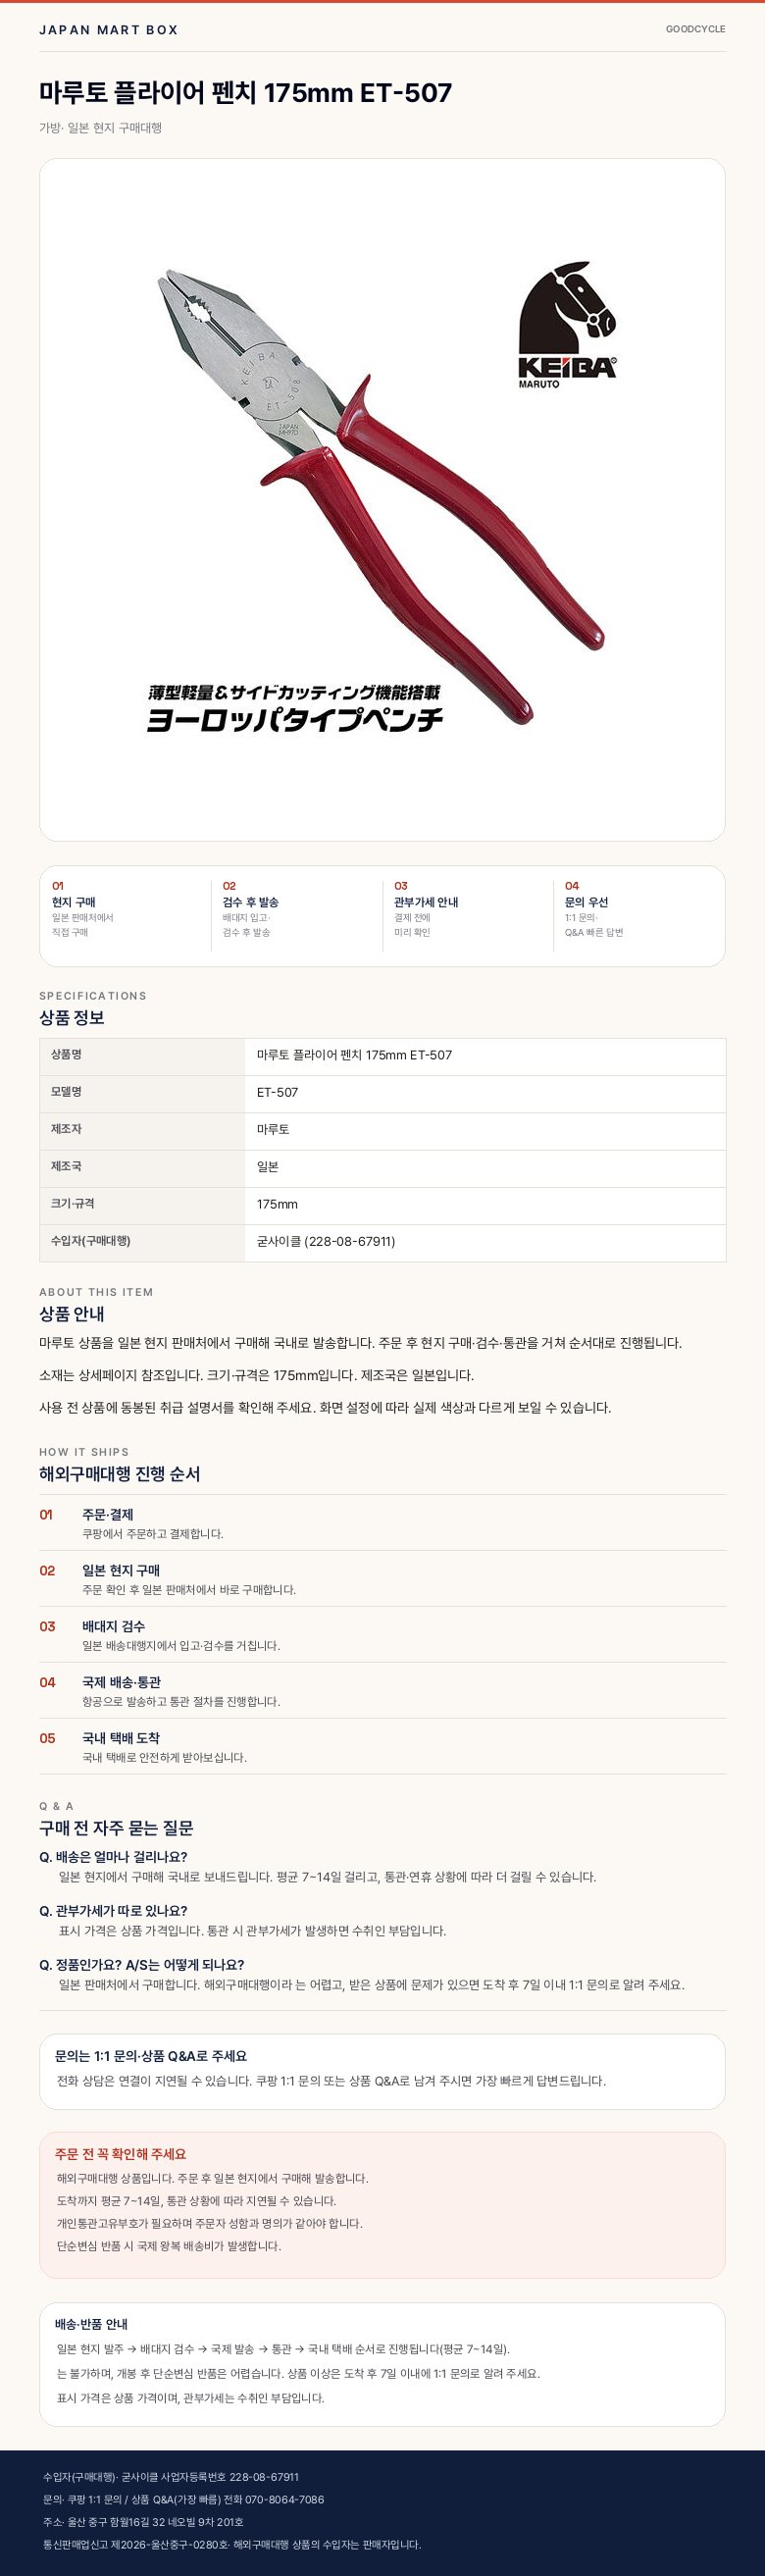 JAPAN MART BOX
GOODCYCLE
마루토 플라이어 펜치 175mm ET-507
가방· 일본 현지 구매대행
KEIBA
ET-508
JAPAN
KEIBA
MARUTO
薄型軽量&サイドカッティング機能搭載
ヨーロッパタイプペンチ
01
현지 구매
일본 판매처에서
직접 구매
02
검수 후 발송
배대지 입고·
검수 후 발송
03
관부가세 안내
결제 전에
미리 확인
04
문의 우선
1:1 문의·
Q&A 빠른 답변
SPECIFICATIONS
상품 정보
상품명 마루토 플라이어 펜치 175mm ET-507
모델명 ET-507
제조자 마루토
제조국 일본
크기·규격 175mm
수입자(구매대행) 굳사이클 (228-08-67911)
ABOUT THIS ITEM
상품 안내
마루토 상품을 일본 현지 판매처에서 구매해 국내로 발송합니다. 주문 후 현지 구매·검수·통관을 거쳐 순서대로 진행됩니다.
소재는 상세페이지 참조입니다. 크기·규격은 175mm입니다. 제조국은 일본입니다.
사용 전 상품에 동봉된 취급 설명서를 확인해 주세요. 화면 설정에 따라 실제 색상과 다르게 보일 수 있습니다.
HOW IT SHIPS
해외구매대행 진행 순서
01 주문·결제
쿠팡에서 주문하고 결제합니다.
02 일본 현지 구매
주문 확인 후 일본 판매처에서 바로 구매합니다.
03 배대지 검수
일본 배송대행지에서 입고·검수를 거칩니다.
04 국제 배송·통관
항공으로 발송하고 통관 절차를 진행합니다.
05 국내 택배 도착
국내 택배로 안전하게 받아보십니다.
Q & A
구매 전 자주 묻는 질문
Q. 배송은 얼마나 걸리나요?
일본 현지에서 구매해 국내로 보내드립니다. 평균 7~14일 걸리고, 통관·연휴 상황에 따라 더 걸릴 수 있습니다.
Q. 관부가세가 따로 있나요?
표시 가격은 상품 가격입니다. 통관 시 관부가세가 발생하면 수취인 부담입니다.
Q. 정품인가요? A/S는 어떻게 되나요?
일본 판매처에서 구매합니다. 해외구매대행이라 는 어렵고, 받은 상품에 문제가 있으면 도착 후 7일 이내 1:1 문의로 알려 주세요.
문의는 1:1 문의·상품 Q&A로 주세요
전화 상담은 연결이 지연될 수 있습니다. 쿠팡 1:1 문의 또는 상품 Q&A로 남겨 주시면 가장 빠르게 답변드립니다.
주문 전 꼭 확인해 주세요
해외구매대행 상품입니다. 주문 후 일본 현지에서 구매해 발송합니다.
도착까지 평균 7~14일, 통관 상황에 따라 지연될 수 있습니다.
개인통관고유부호가 필요하며 주문자 성함과 명의가 같아야 합니다.
단순변심 반품 시 국제 왕복 배송비가 발생합니다.
배송·반품 안내
일본 현지 발주 → 배대지 검수 → 국제 발송 → 통관 → 국내 택배 순서로 진행됩니다(평균 7~14일).
는 불가하며, 개봉 후 단순변심 반품은 어렵습니다. 상품 이상은 도착 후 7일 이내에 1:1 문의로 알려 주세요.
표시 가격은 상품 가격이며, 관부가세는 수취인 부담입니다.
수입자(구매대행)· 굳사이클 사업자등록번호 228-08-67911
문의· 쿠팡 1:1 문의 / 상품 Q&A(가장 빠름) 전화 070-8064-7086
주소· 울산 중구 함월16길 32 네오빌 9차 201호
통신판매업신고 제2026-울산중구-0280호· 해외구매대행 상품의 수입자는 판매자입니다.